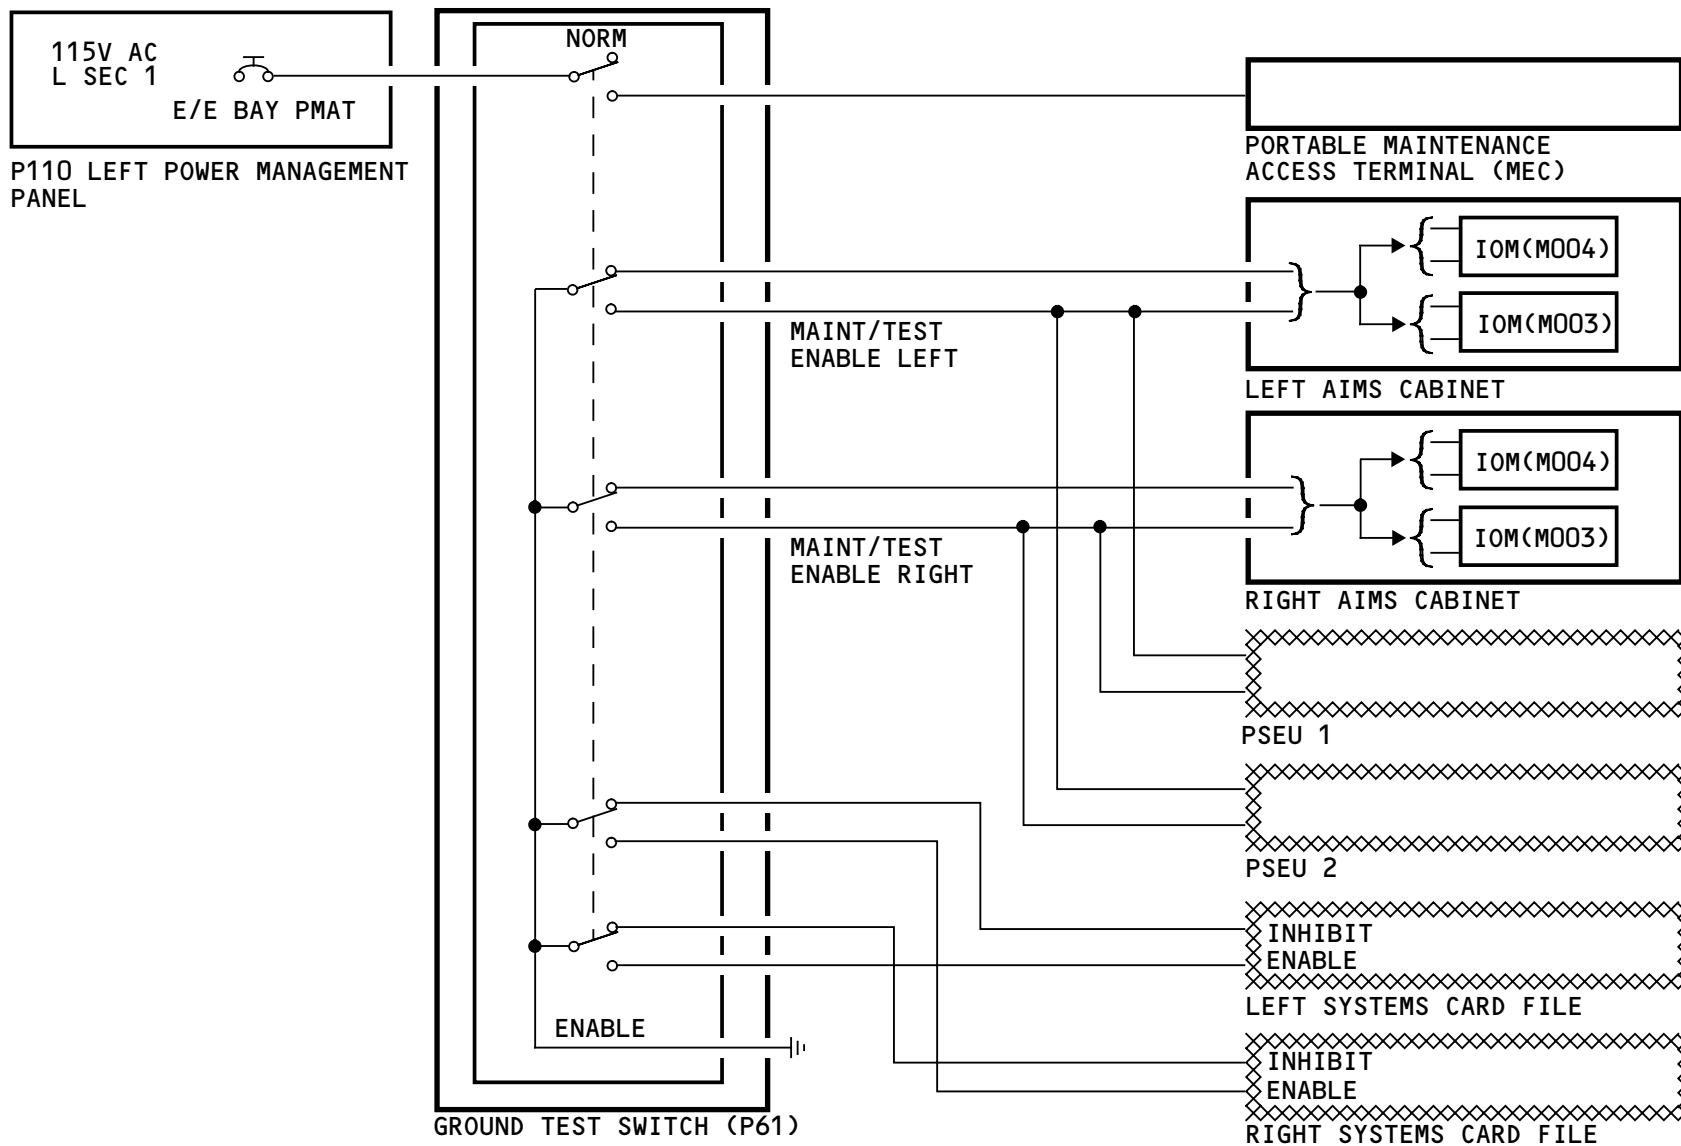 115V AC
L SEC 1
E/E BAY PMAT
P110 LEFT POWER MANAGEMENT
PANEL
NORM
PORTABLE MAINTENANCE
ACCESS TERMINAL (MEC)
IOM(M004)
IOM(M003)
MAINT/TEST
ENABLE LEFT
LEFT AIMS CABINET
IOM(M004)
IOM(M003)
MAINT/TEST
ENABLE RIGHT
RIGHT AIMS CABINET
PSEU 1
PSEU 2
INHIBIT
ENABLE
LEFT SYSTEMS CARD FILE
ENABLE
INHIBIT
ENABLE
GROUND TEST SWITCH (P61)
RIGHT SYSTEMS CARD FILE